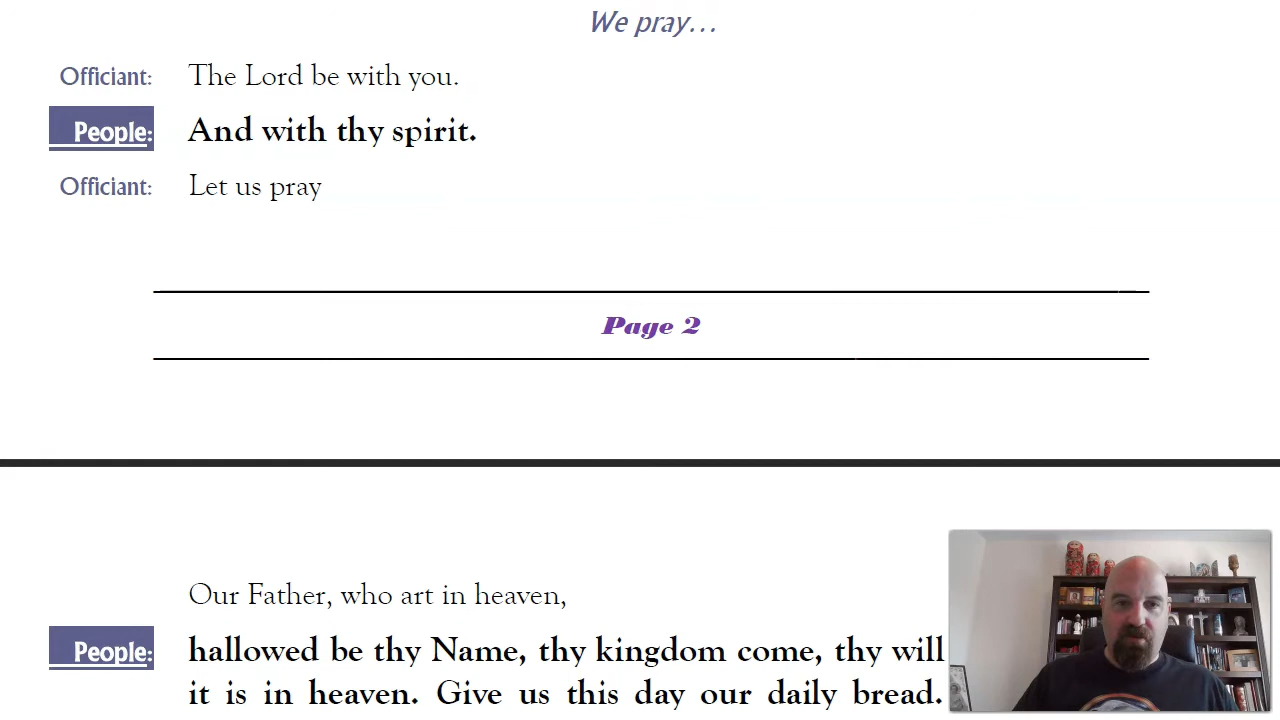 We pray…
Officiant: The Lord be with you.
People: And with thy spirit.
Officiant: Let us pray
Page 2
Our Father, who art in heaven,
People: hallowed be thy Name, thy kingdom come, thy will
it is in heaven. Give us this day our daily bread.